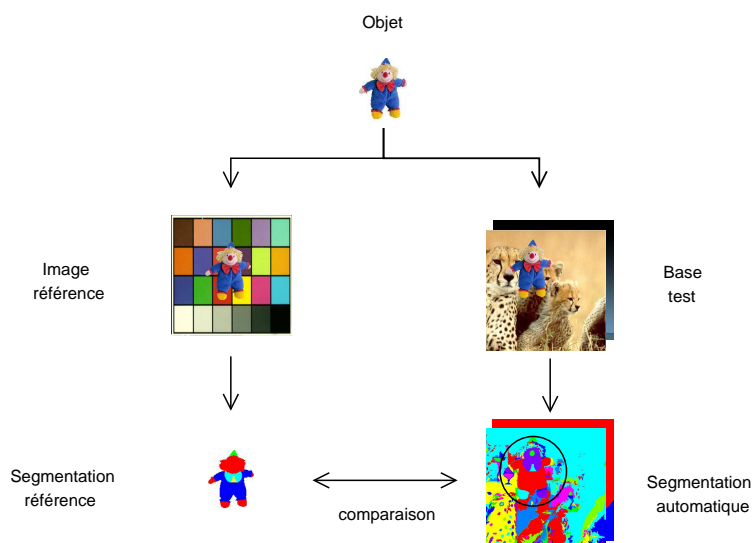 Objet
Image
référence
Base
test
Segmentation
référence
comparaison
Segmentation
automatique